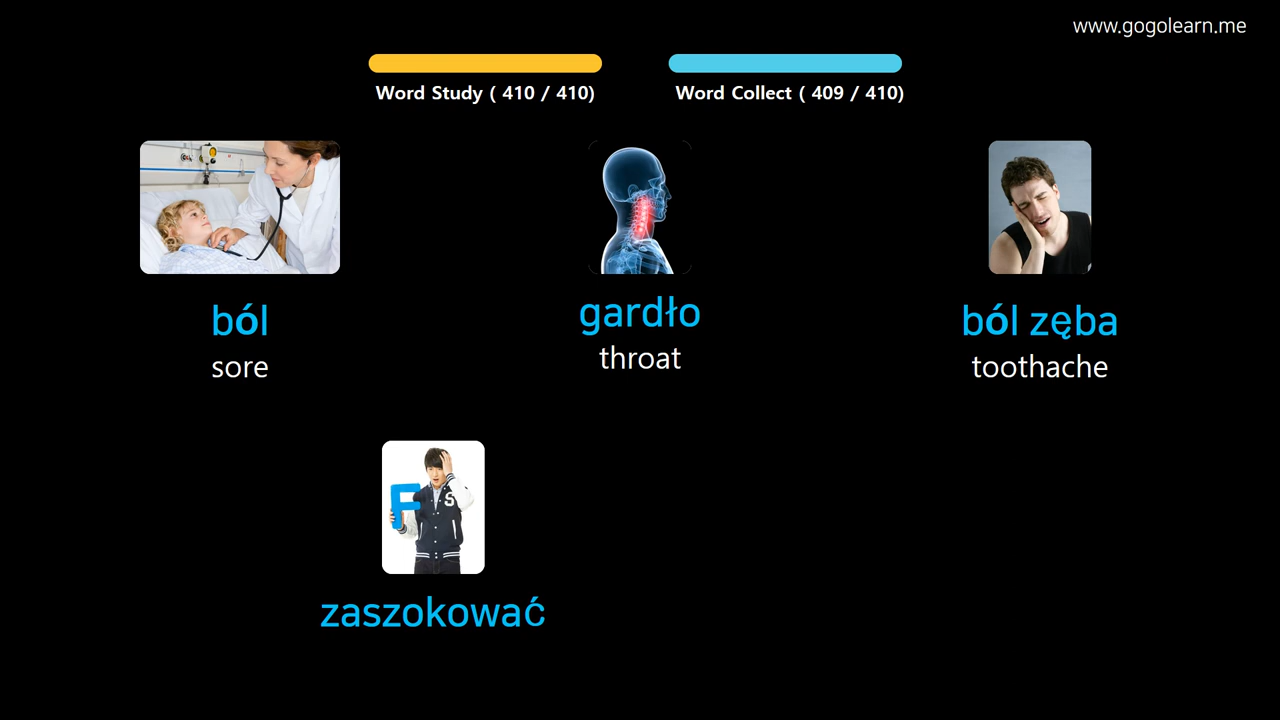 www.gogolearn.me
Word Study ( 410 / 410)
Word Collect ( 409 / 410)
ból
sore
gardło
throat
ból zęba
toothache
F
S
zaszokować